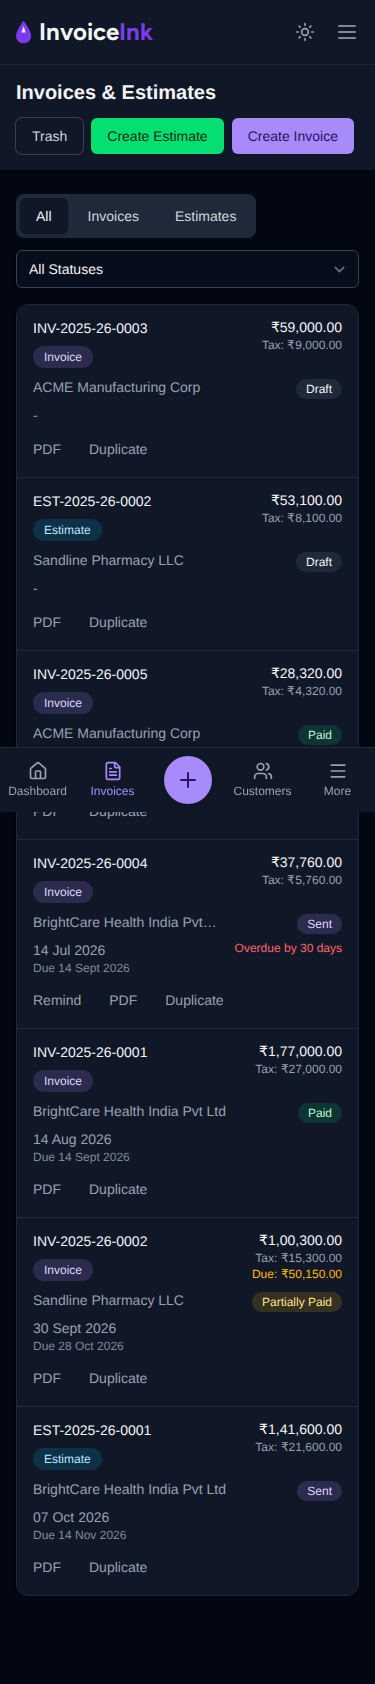 InvoiceInk
Invoices & Estimates
Trash
Create Estimate
Create Invoice
All
Invoices
Estimates
All Statuses
INV-2025-26-0003
₹59,000.00
Tax: ₹9,000.00
Invoice
ACME Manufacturing Corp
Draft
-
PDF
Duplicate
EST-2025-26-0002
₹53,100.00
Tax: ₹8,100.00
Estimate
Sandline Pharmacy LLC
Draft
-
PDF
Duplicate
INV-2025-26-0005
₹28,320.00
Tax: ₹4,320.00
Invoice
ACME Manufacturing Corp
Paid
Dashboard
Invoices
Customers
More
PDF
Duplicate
INV-2025-26-0004
₹37,760.00
Tax: ₹5,760.00
Invoice
BrightCare Health India Pvt…
Sent
14 Jul 2026
Overdue by 30 days
Due 14 Sept 2026
Remind
PDF
Duplicate
INV-2025-26-0001
₹1,77,000.00
Tax: ₹27,000.00
Invoice
BrightCare Health India Pvt Ltd
Paid
14 Aug 2026
Due 14 Sept 2026
PDF
Duplicate
INV-2025-26-0002
₹1,00,300.00
Tax: ₹15,300.00
Due: ₹50,150.00
Invoice
Sandline Pharmacy LLC
Partially Paid
30 Sept 2026
Due 28 Oct 2026
PDF
Duplicate
EST-2025-26-0001
₹1,41,600.00
Tax: ₹21,600.00
Estimate
BrightCare Health India Pvt Ltd
Sent
07 Oct 2026
Due 14 Nov 2026
PDF
Duplicate